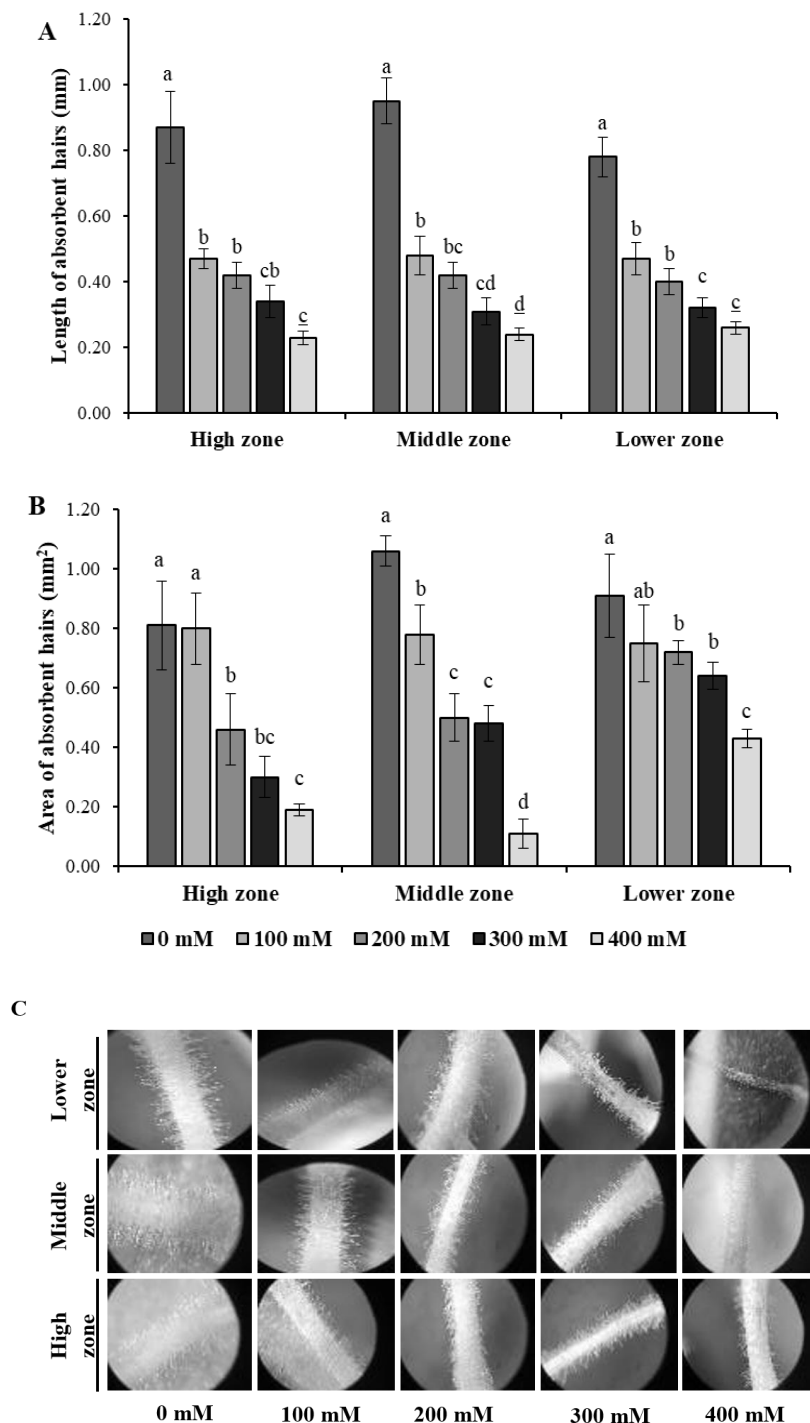 A
Length of absorbent hairs (mm)
1.20
1.00
0.80
0.60
0.40
0.20
0.00
a
b
b
cb
c
a
b
bc
cd
d
a
b
b
c
c
High zone
Middle zone
Lower zone
B
Area of absorbent hairs (mm²)
1.20
1.00
0.80
0.60
0.40
0.20
0.00
a
a
b
bc
c
a
b
c
c
d
a
ab
b
b
c
High zone
Middle zone
Lower zone
0 mM 100 mM 200 mM 300 mM 400 mM
C
Lower
zone
Middle
zone
High
zone
0 mM 100 mM 200 mM 300 mM 400 mM